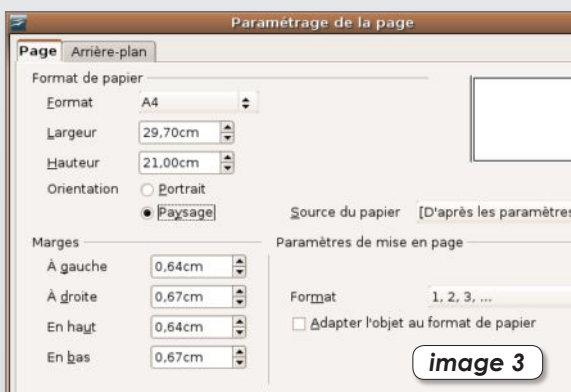 Paramétrage de la page
Page Arrière-plan
Format de papier
Format A4
Largeur 29,70cm
Hauteur 21,00cm
Orientation Portrait
Paysage
Source du papier [D'après les paramètres
Marges
Paramètres de mise en page
À gauche 0,64cm
À droite 0,67cm
Format 1, 2, 3, ...
En haut 0,64cm
Adapter l'objet au format de papier
En bas 0,67cm
image 3